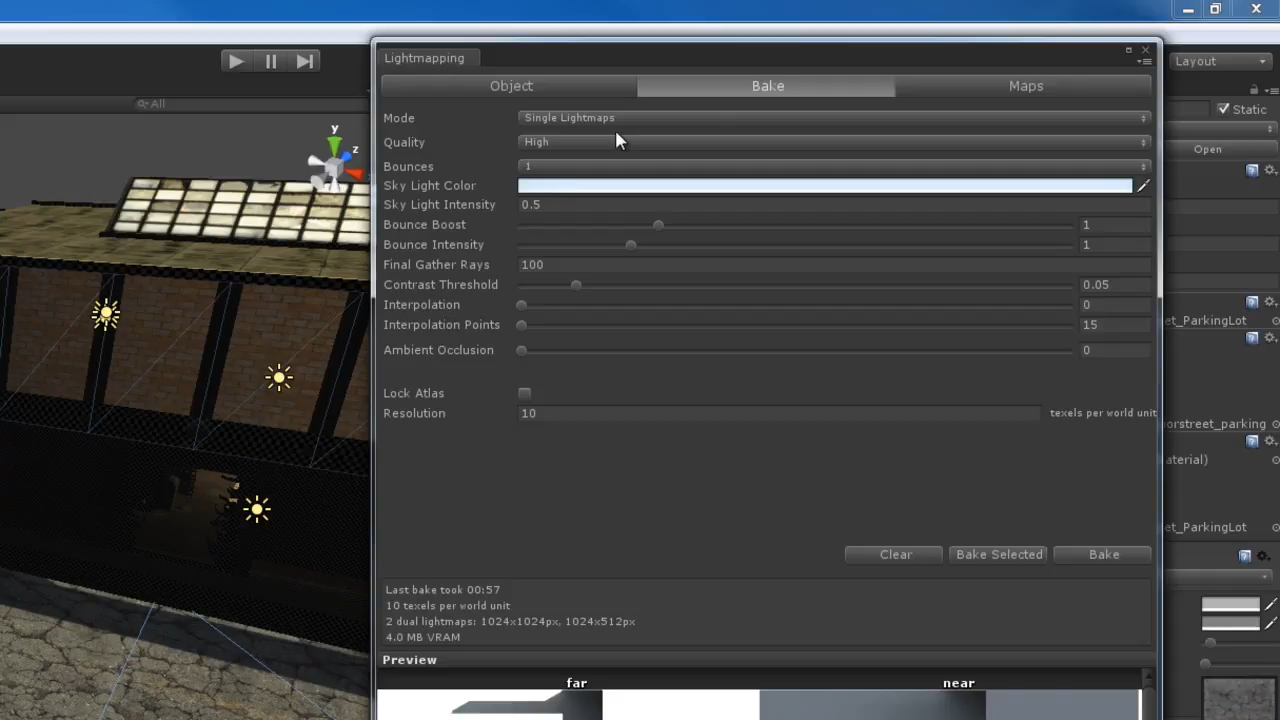 Lightmapping
Layout
Object
Bake
Maps
All
Static
Mode
Single Lightmaps
y
Quality
High
Open
z
Bounces
1
Sky Light Color
Sky Light Intensity
0.5
Bounce Boost
1
Bounce Intensity
1
Final Gather Rays
100
Contrast Threshold
0.05
Interpolation
0
et_ParkingLot
Interpolation Points
15
Ambient Occlusion
0
Lock Atlas
Resolution
10
texels per world unit
orstreet_parking
aterial)
et_ParkingLot
Clear
Bake Selected
Bake
Last bake took 00:57
10 texels per world unit
2 dual lightmaps: 1024x1024px, 1024x512px
4.0 MB VRAM
Preview
far
near